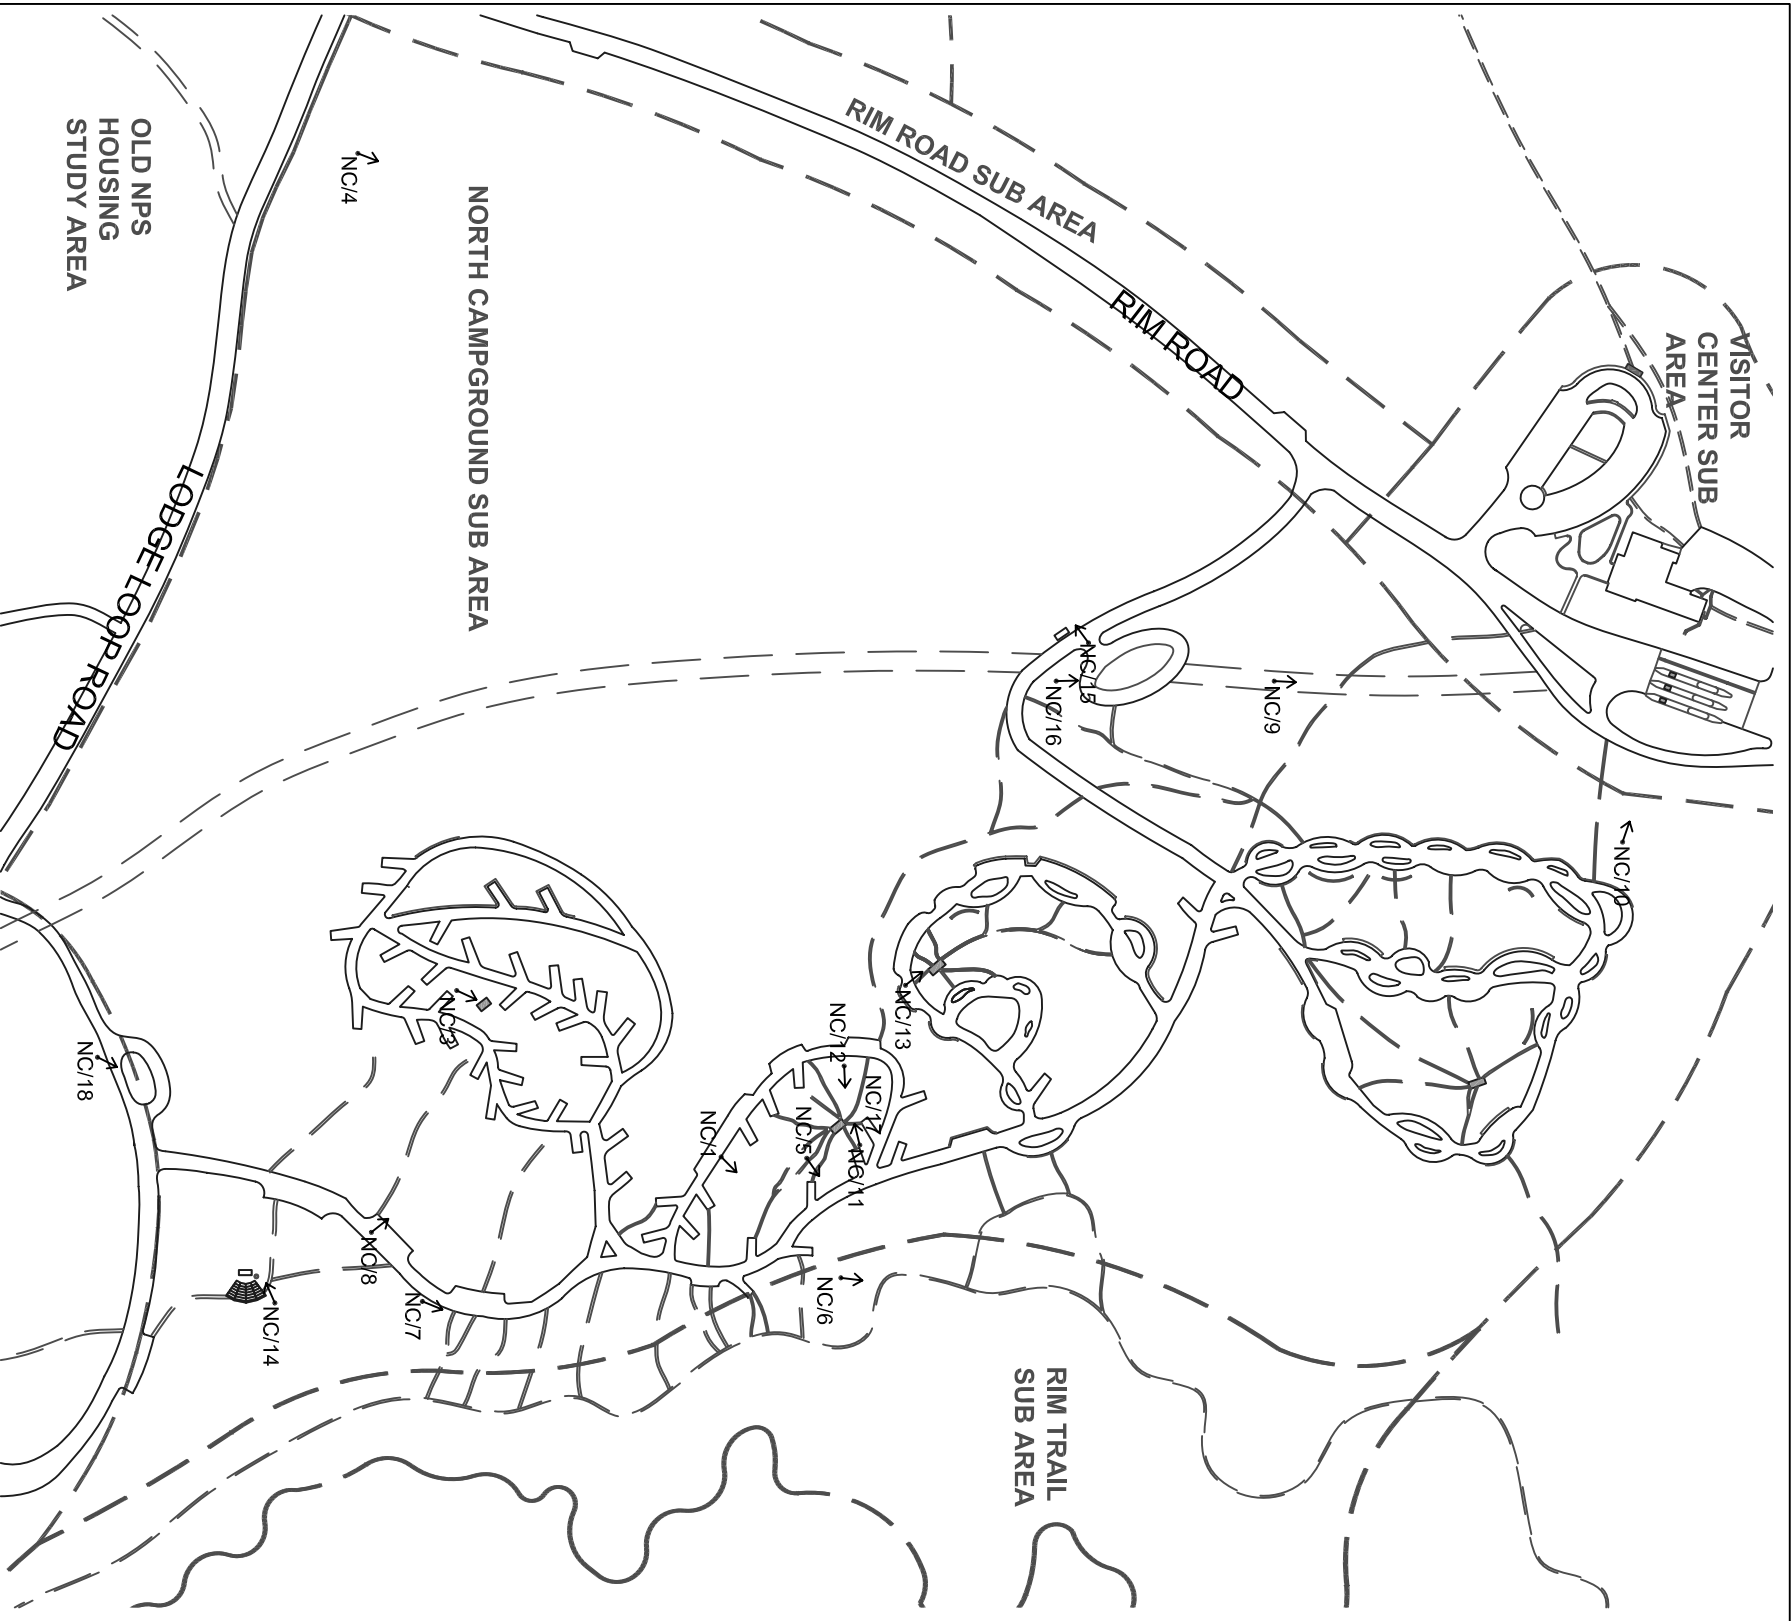 OLD NPS
HOUSING
STUDY AREA
NC/4
NORTH CAMPGROUND SUB AREA
RIM ROAD SUB AREA
RIM ROAD
VISITOR
CENTER SUB
AREA
LODGE LOOP ROAD
NC/15
NC/16
NC/9
NC/10
NC/3
NC/13
NC/12
NC/17
NC/18
NC/1
NC/5
NC/11
NC/8
NC/7
NC/6
NC/14
RIM TRAIL
SUB AREA